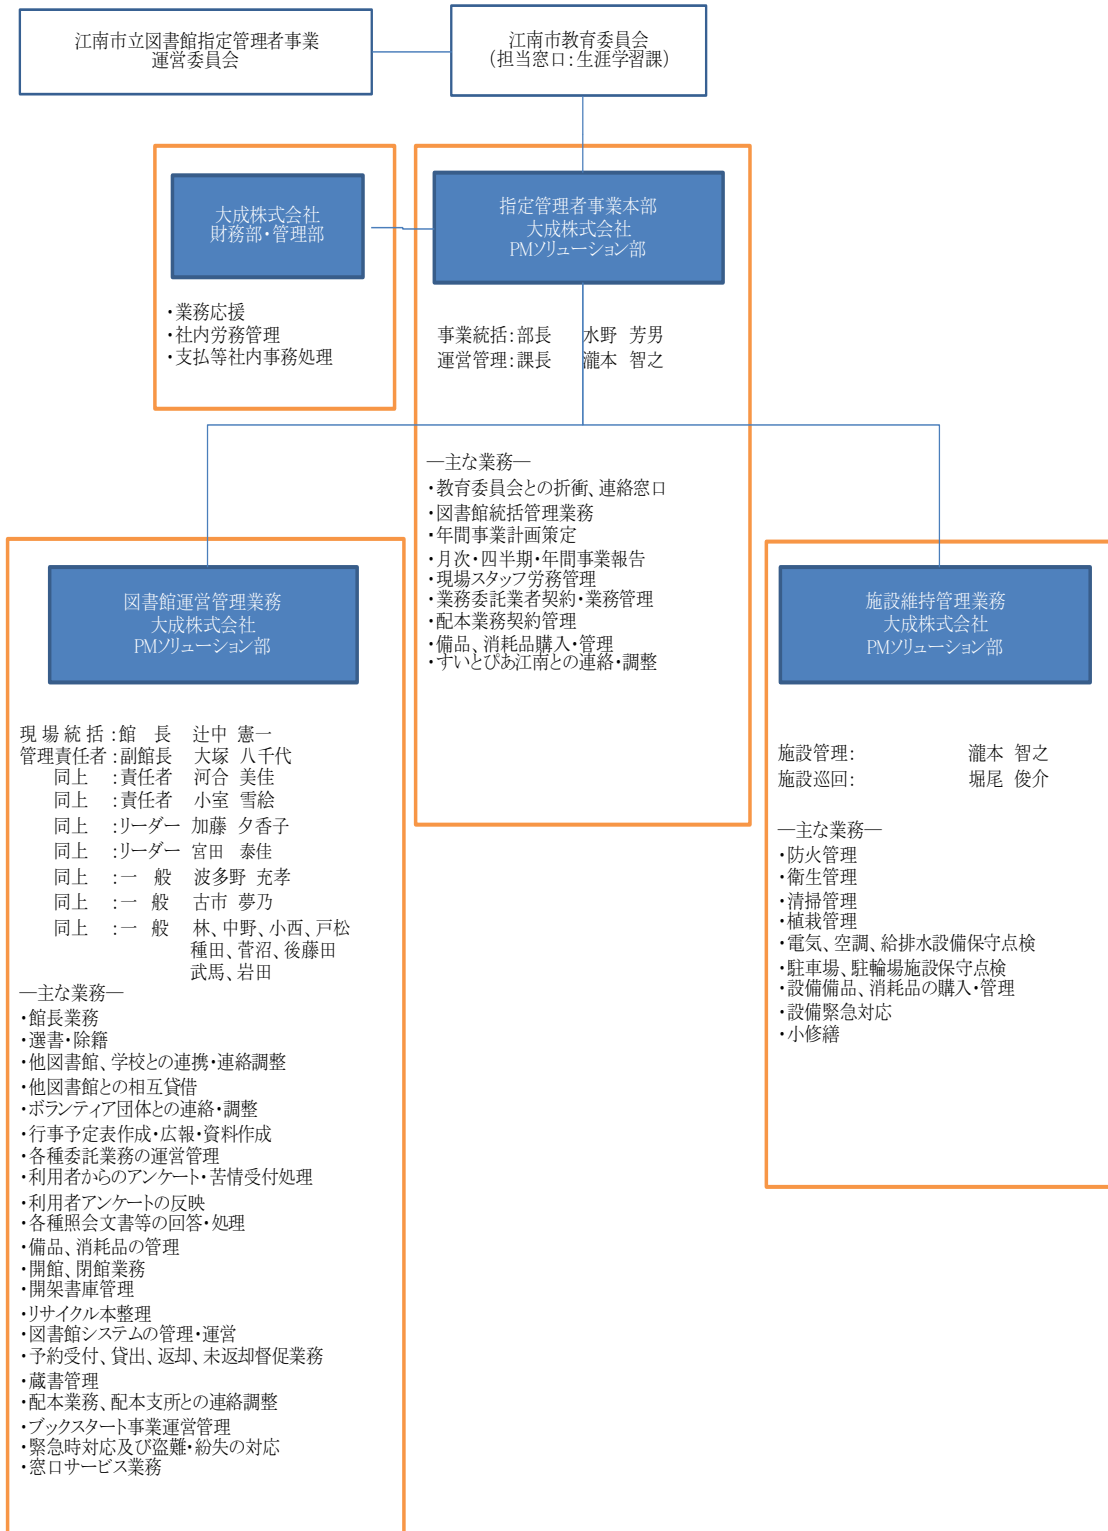 江南市立図書館指定管理者事業
運営委員会
江南市教育委員会
(担当窓口:生涯学習課)
大成株式会社
財務部・管理部
・業務応援
・社内労務管理
・支払等社内事務処理
指定管理者事業本部
大成株式会社
PMソリューション部
事業統括:部長 水野 芳男
運営管理:課長 瀧本 智之
―主な業務―
・教育委員会との折衝、連絡窓口
・図書館統括管理業務
・年間事業計画策定
・月次・四半期・年間事業報告
・現場スタッフ労務管理
・業務委託業者契約・業務管理
・配本業務契約管理
・備品、消耗品購入・管理
・すいとぴあ江南との連絡・調整
図書館運営管理業務
大成株式会社
PMソリューション部
現場統括:館 長 辻中 憲一
管理責任者:副館長 大塚 八千代
同上 :責任者 河合 美佳
同上 :責任者 小室 雪絵
同上 :リーダー 加藤 夕香子
同上 :リーダー 宮田 泰佳
同上 :一 般 波多野 充孝
同上 :一 般 古市 夢乃
同上 :一 般 林、中野、小西、戸松
種田、菅沼、後藤田
武馬、岩田
―主な業務―
・館長業務
・選書・除籍
・他図書館、学校との連携・連絡調整
・他図書館との相互貸借
・ボランティア団体との連絡・調整
・行事予定表作成・広報・資料作成
・各種委託業務の運営管理
・利用者からのアンケート・苦情受付処理
・利用者アンケートの反映
・各種照会文書等の回答・処理
・備品、消耗品の管理
・開館、閉館業務
・開架書庫管理
・リサイクル本整理
・図書館システムの管理・運営
・予約受付、貸出、返却、未返却督促業務
・蔵書管理
・配本業務、配本支所との連絡調整
・ブックスタート事業運営管理
・緊急時対応及び盗難・紛失の対応
・窓口サービス業務
施設維持管理業務
大成株式会社
PMソリューション部
施設管理: 瀧本 智之
施設巡回: 堀尾 俊介
―主な業務―
・防火管理
・衛生管理
・清掃管理
・植栽管理
・電気、空調、給排水設備保守点検
・駐車場、駐輪場施設保守点検
・設備備品、消耗品の購入・管理
・設備緊急対応
・小修繕